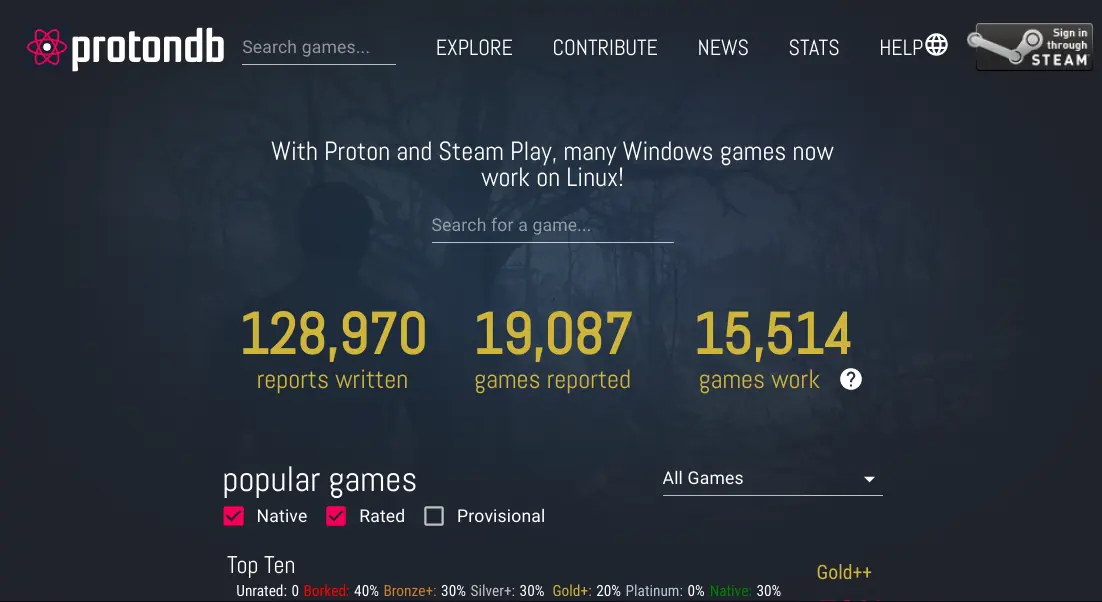 protondb
Search games...
EXPLORE
CONTRIBUTE
NEWS
STATS
HELP
Sign in
through
STEAM
With Proton and Steam Play, many Windows games now
work on Linux!
Search for a game...
128,970
19,087
15,514
reports written
games reported
games work
?
popular games
All Games
Native
Rated
Provisional
Top Ten
Gold++
Unrated: 0 Borked: 40% Bronze+: 30% Silver+: 30% Gold+: 20% Platinum: 0% Native: 30%